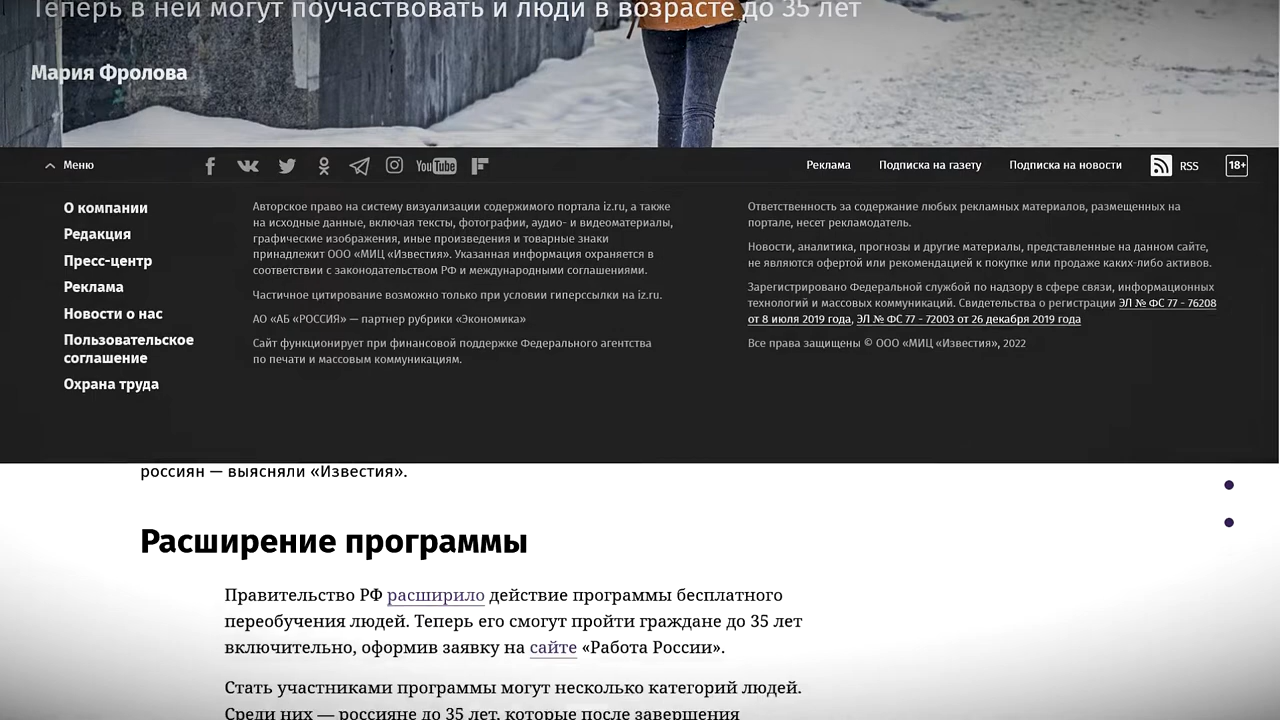 Теперь в ней могут поучаствовать и люди в возрасте до 35 лет
Мария Фролова
Меню
You Tube
Реклама
Подписка на газету
Подписка на новости
RSS
18+
О компании
Редакция
Пресс-центр
Реклама
Новости о нас
Пользовательское
соглашение
Охрана труда
Авторское право на систему визуализации содержимого портала iz.ru, а также
на исходные данные, включая тексты, фотографии, аудио- и видеоматериалы,
графические изображения, иные произведения и товарные знаки
принадлежит ООО «МИЦ «Известия». Указанная информация охраняется в
соответствии с законодательством РФ и международными соглашениями.
Частичное цитирование возможно только при условии гиперссылки на iz.ru.
АО «АБ «РОССИЯ» — партнер рубрики «Экономика»
Сайт функционирует при финансовой поддержке Федерального агентства
по печати и массовым коммуникациям.
Ответственность за содержание любых рекламных материалов, размещенных на
портале, несет рекламодатель.
Новости, аналитика, прогнозы и другие материалы, представленные на данном сайте,
не являются офертой или рекомендацией к покупке или продаже каких-либо активов.
Зарегистрировано Федеральной службой по надзору в сфере связи, информационных
технологий и массовых коммуникаций. Свидетельства о регистрации ЭЛ № ФС 77 - 76208
от 8 июля 2019 года, ЭЛ № ФС 77 - 72003 от 26 декабря 2019 года
Все права защищены © ООО «МИЦ «Известия», 2022
россиян — выясняли «Известия».
Расширение программы
Правительство РФ расширило действие программы бесплатного
переобучения людей. Теперь его смогут пройти граждане до 35 лет
включительно, оформив заявку на сайте «Работа России».
Стать участниками программы могут несколько категорий людей.
Среди них — россияне до 35 лет, которые после завершения